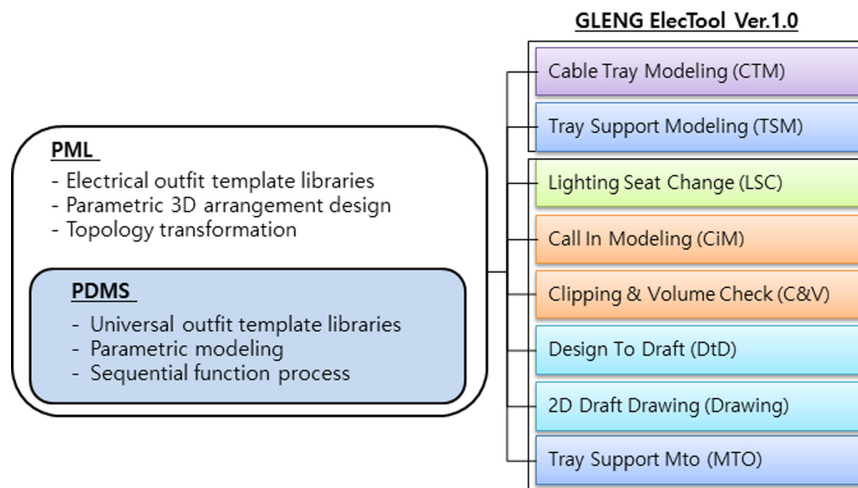 GLENG ElecTool Ver.1.0
PML
- Electrical outfit template libraries
- Parametric 3D arrangement design
- Topology transformation
PDMS
- Universal outfit template libraries
- Parametric modeling
- Sequential function process
Cable Tray Modeling (CTM)
Tray Support Modeling (TSM)
Lighting Seat Change (LSC)
Call In Modeling (CiM)
Clipping & Volume Check (C&V)
Design To Draft (DtD)
2D Draft Drawing (Drawing)
Tray Support Mto (MTO)